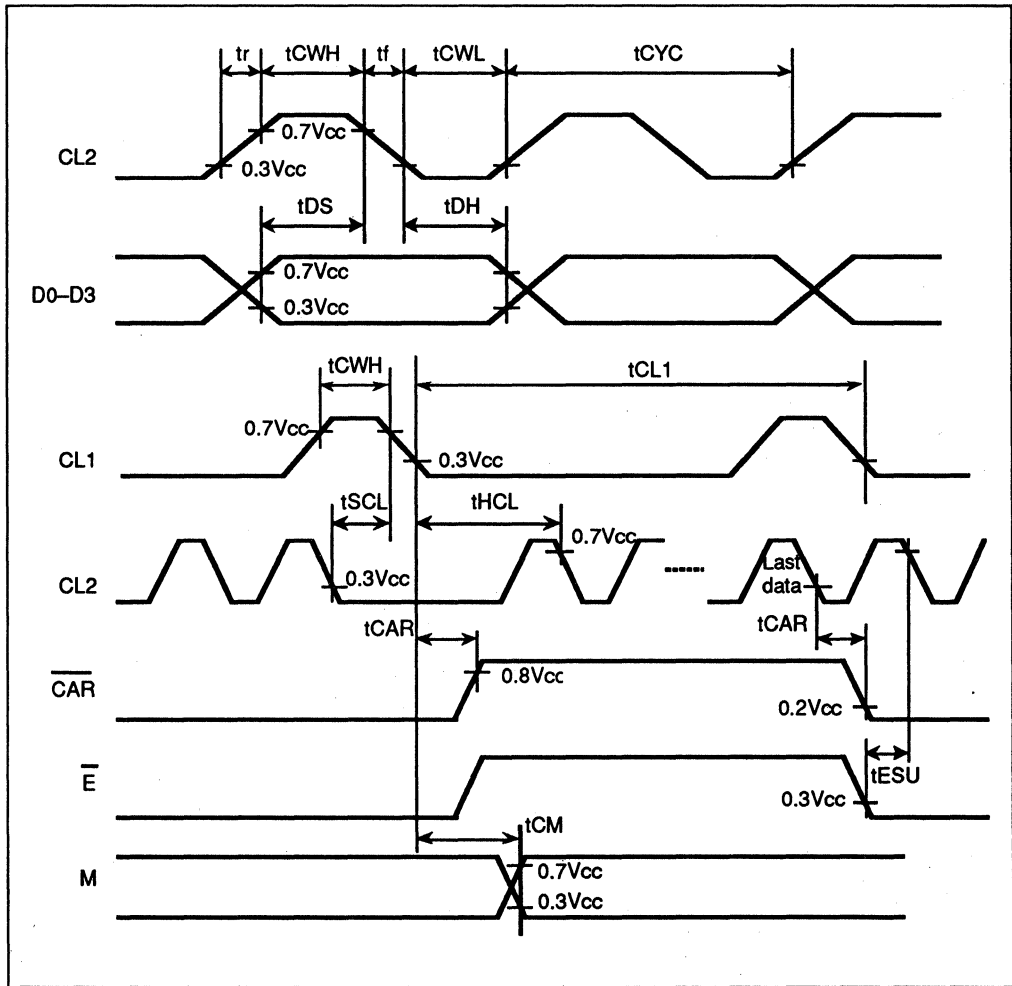 tr tCWH tf tCWL tCYC
CL2
0.7Vcc
0.3Vcc
tDS tDH
D0–D3
0.7Vcc
0.3Vcc
tCWH tCL1
0.7Vcc
CL1
0.3Vcc
tSCL tHCL
0.7Vcc
CL2
0.3Vcc
Last
data
tCAR tCAR
CAR
0.8Vcc
0.2Vcc
E
tESU
0.3Vcc
tCM
M
0.7Vcc
0.3Vcc